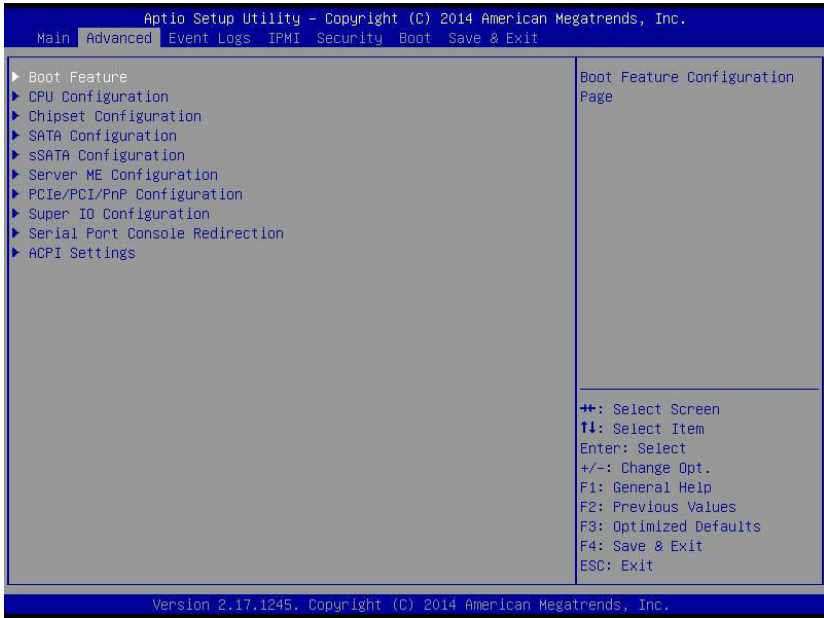 Aptio Setup Utility – Copyright (C) 2014 American Megatrends, Inc.
Main Advanced Event Logs IPMI Security Boot Save & Exit
▶ Boot Feature
▶ CPU Configuration
▶ Chipset Configuration
▶ SATA Configuration
▶ sSATA Configuration
▶ Server ME Configuration
▶ PCIe/PCI/PnP Configuration
▶ Super IO Configuration
▶ Serial Port Console Redirection
▶ ACPI Settings
Boot Feature Configuration
Page
→←: Select Screen
↑↓: Select Item
Enter: Select
+/-: Change Opt.
F1: General Help
F2: Previous Values
F3: Optimized Defaults
F4: Save & Exit
ESC: Exit
Version 2.17.1245. Copyright (C) 2014 American Megatrends, Inc.